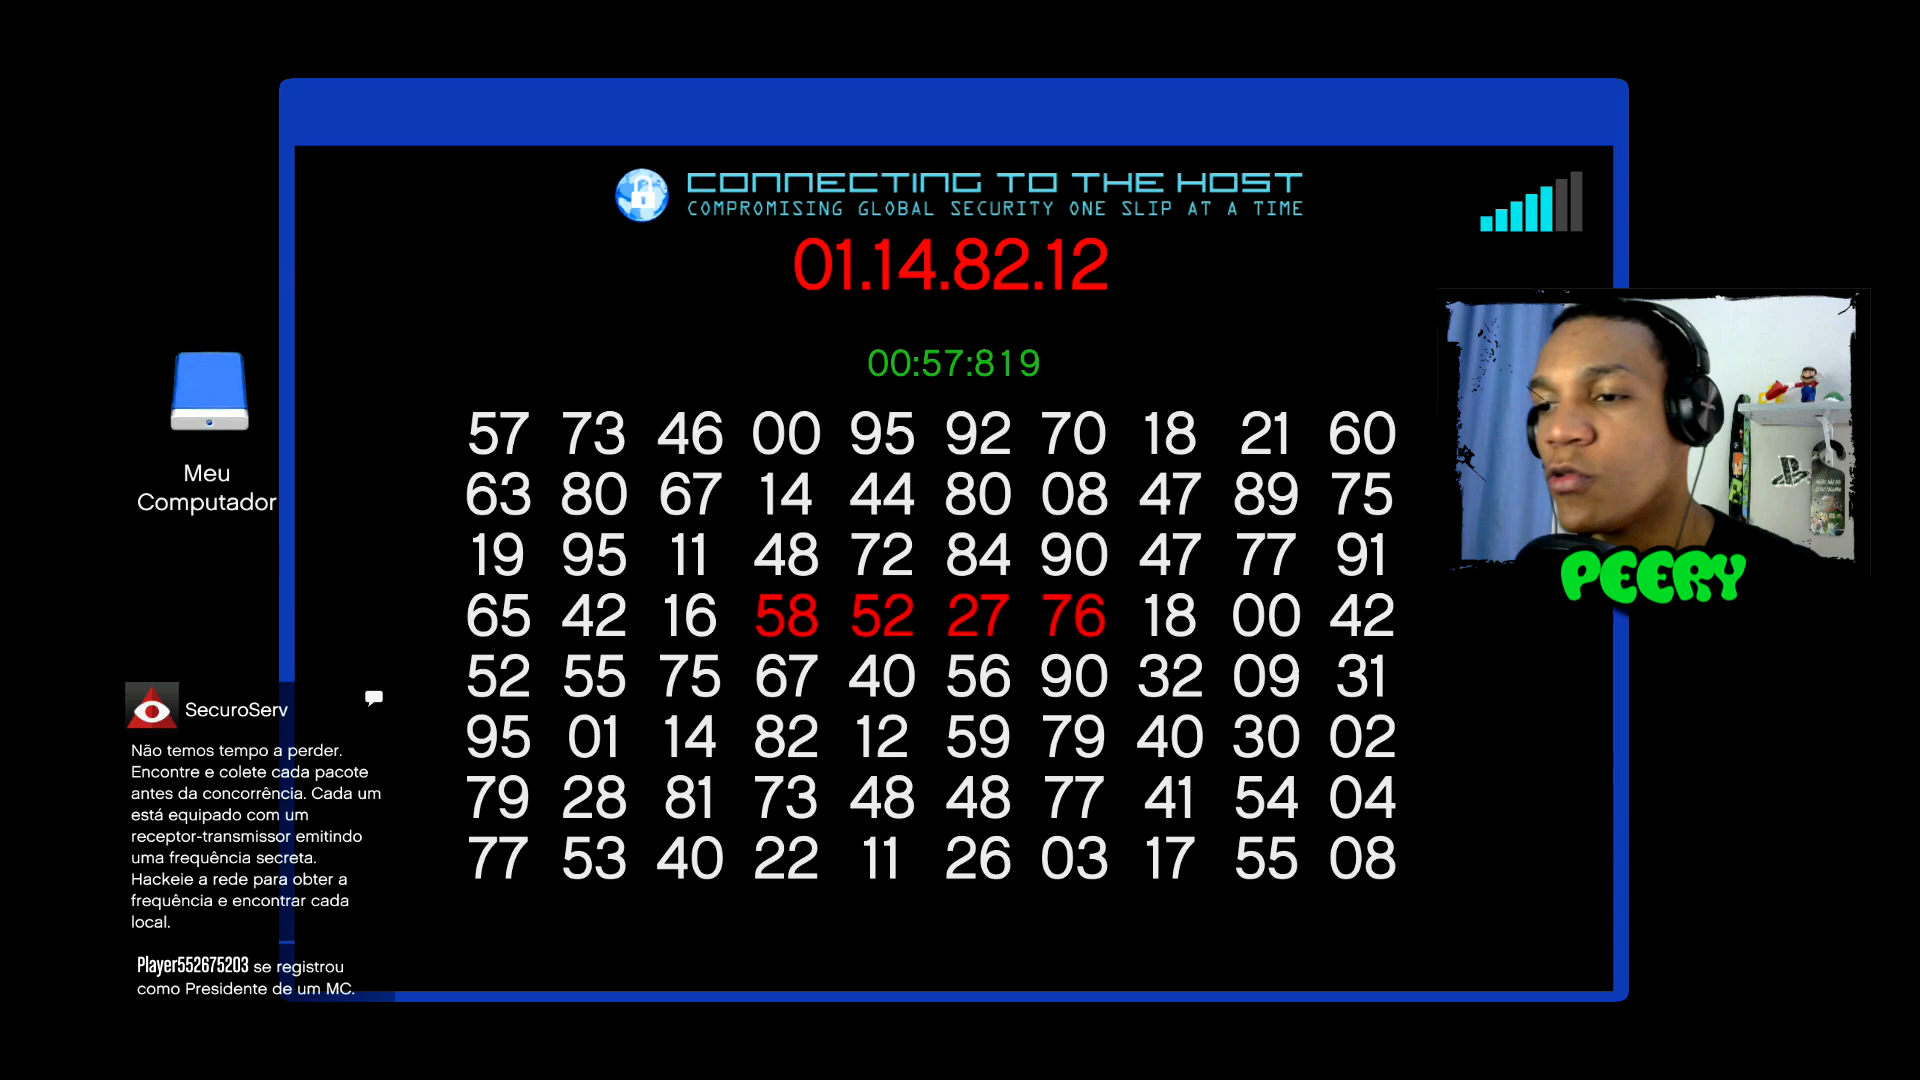 CONNECTING TO THE HOST
COMPROMISING GLOBAL SECURITY ONE SLIP AT A TIME
01.14.82.12
00:57:819
57 73 46 00 95 92 70 18 21 60
63 80 67 14 44 80 08 47 89 75
19 95 11 48 72 84 90 47 77 91
65 42 16 58 52 27 76 18 00 42
52 55 75 67 40 56 90 32 09 31
95 01 14 82 12 59 79 40 30 02
79 28 81 73 48 48 77 41 54 04
77 53 40 22 11 26 03 17 55 08
Meu
Computador
SecuroServ
Não temos tempo a perder.
Encontre e colete cada pacote
antes da concorrência. Cada um
está equipado com um
receptor-transmissor emitindo
uma frequência secreta.
Hackeie a rede para obter a
frequência e encontrar cada
local.
Player552675203 se registrou
como Presidente de um MC.
PEERY